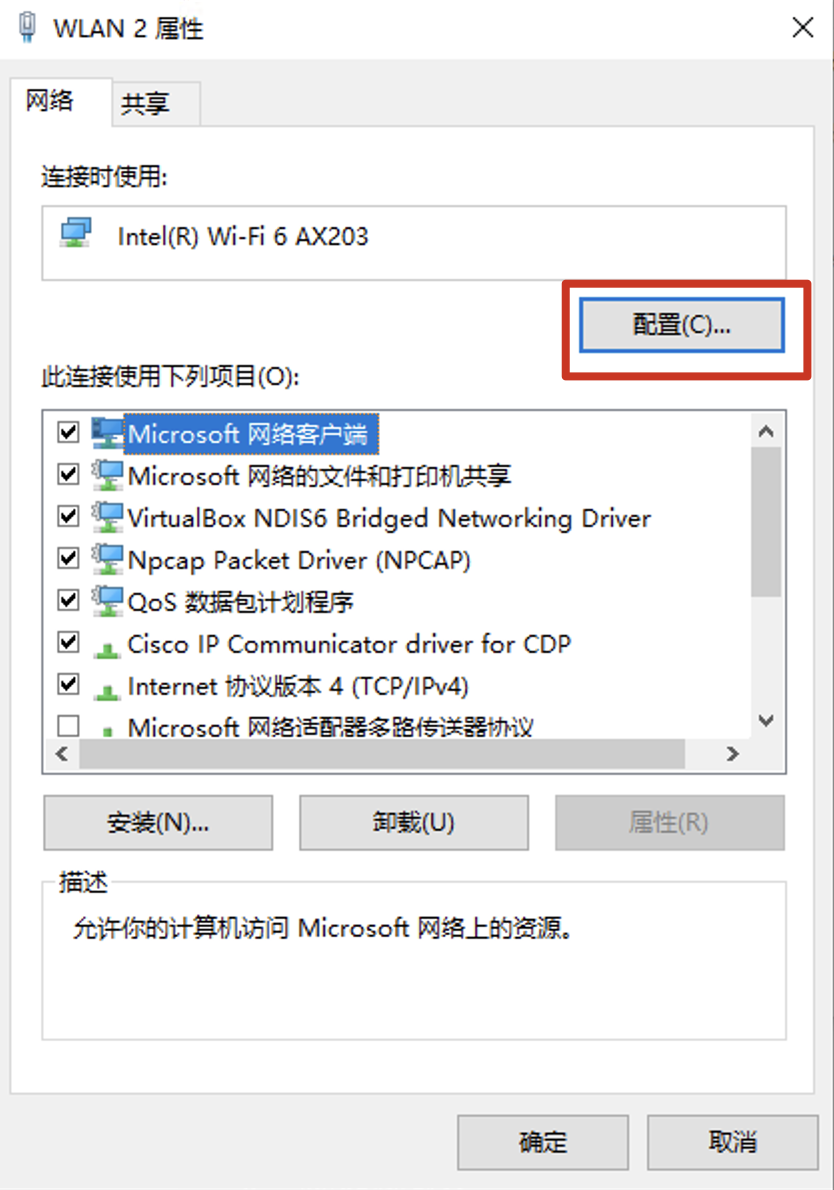 WLAN 2 属性
网络
共享
连接时使用:
Intel(R) Wi-Fi 6 AX203
配置(C)...
此连接使用下列项目(O):
Microsoft 网络客户端
Microsoft 网络的文件和打印机共享
VirtualBox NDIS6 Bridged Networking Driver
Npcap Packet Driver (NPCAP)
QoS 数据包计划程序
Cisco IP Communicator driver for CDP
Internet 协议版本 4 (TCP/IPv4)
Microsoft 网络适配器多路传送器协议
安装(N)...
卸载(U)
属性(R)
描述
允许你的计算机访问 Microsoft 网络上的资源。
确定
取消